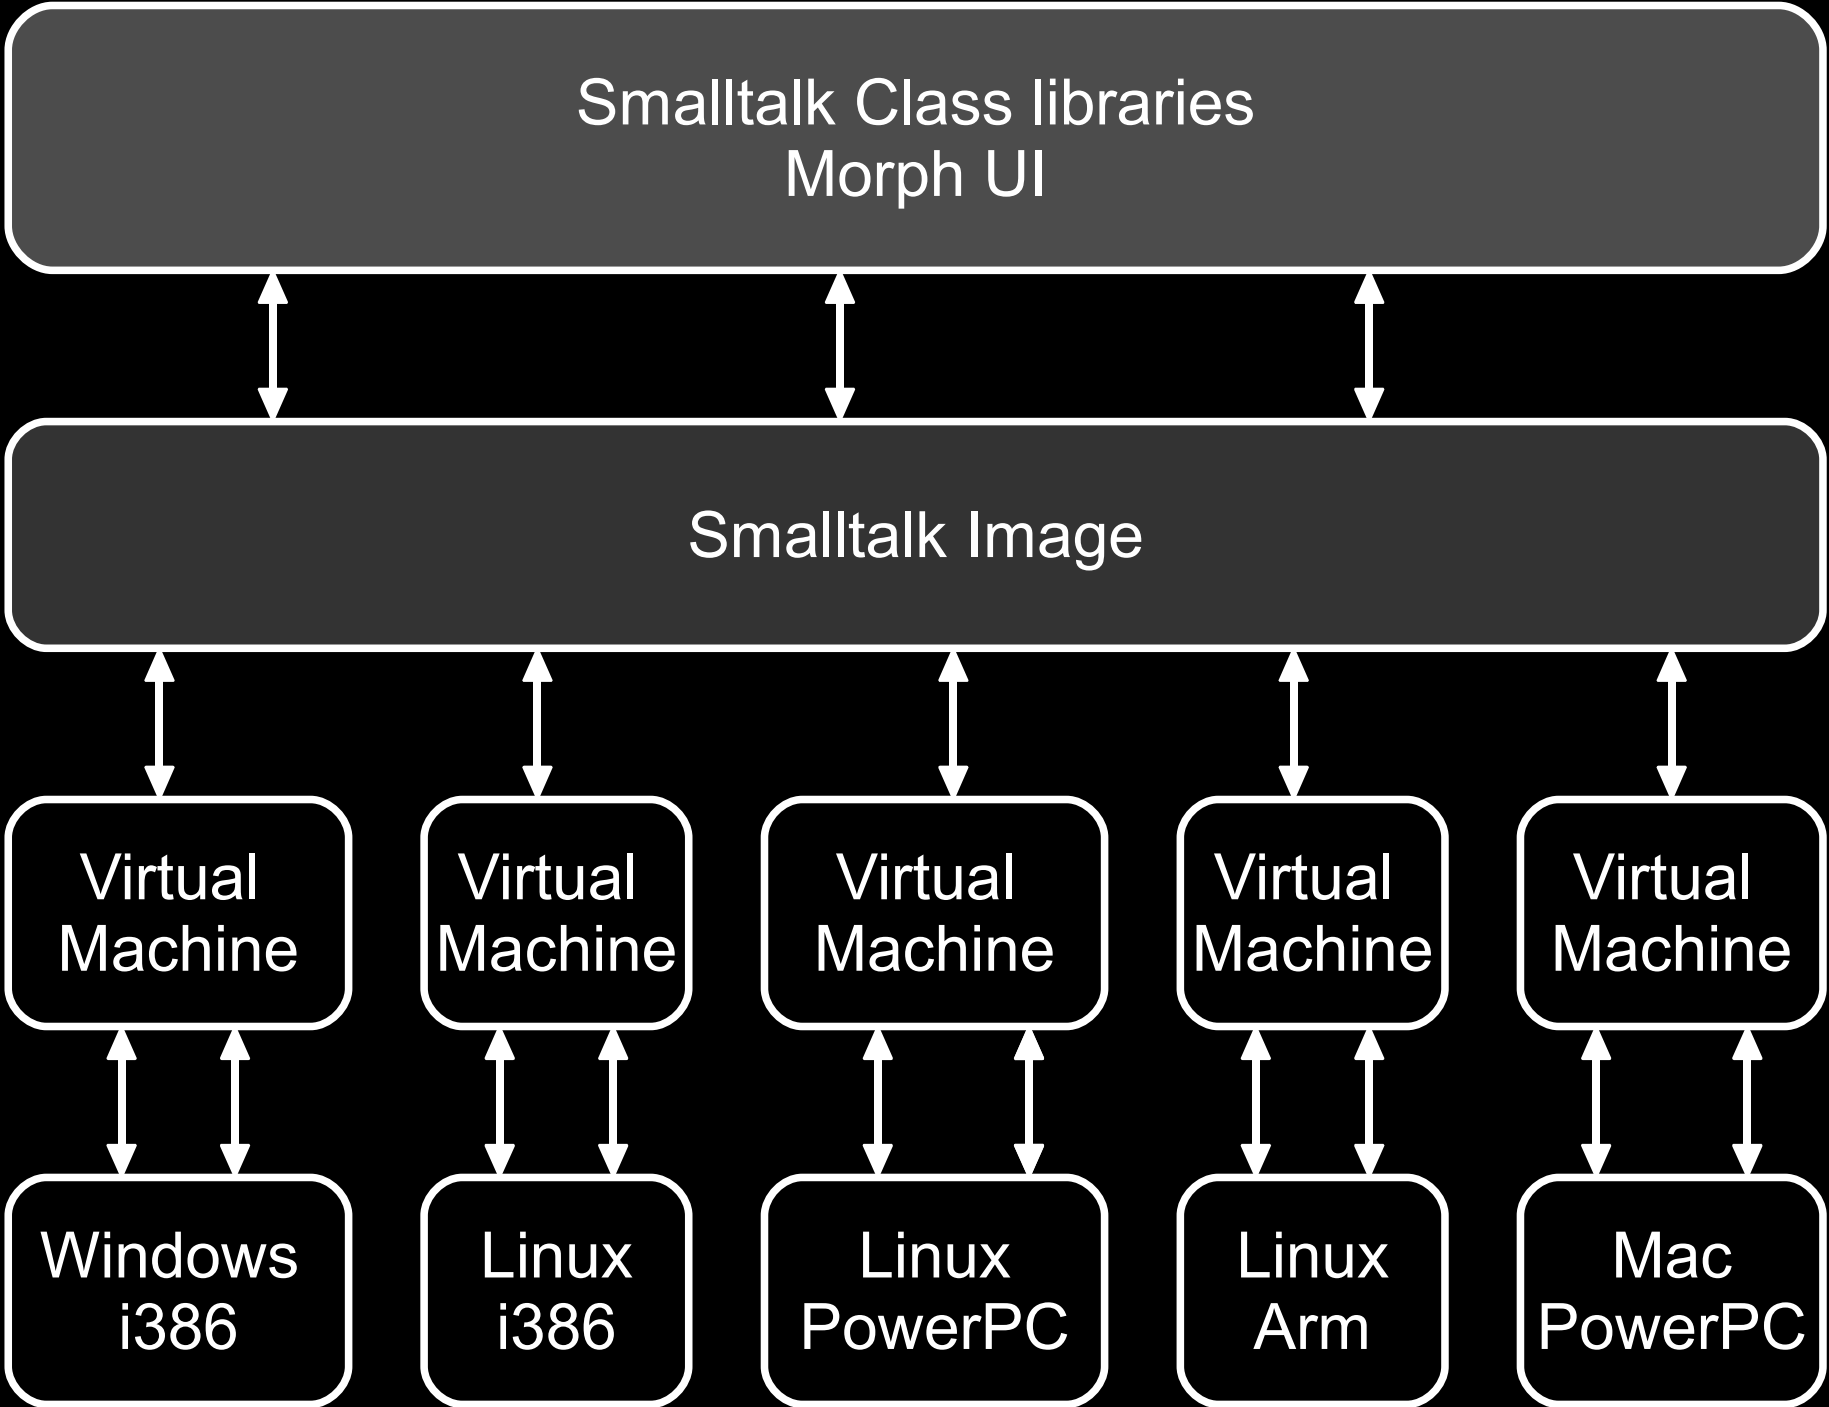 Smalltalk Class libraries
Morph UI
Smalltalk Image
Virtual
Machine
Virtual
Machine
Virtual
Machine
Virtual
Machine
Virtual
Machine
Windows
i386
Linux
i386
Linux
PowerPC
Linux
Arm
Mac
PowerPC